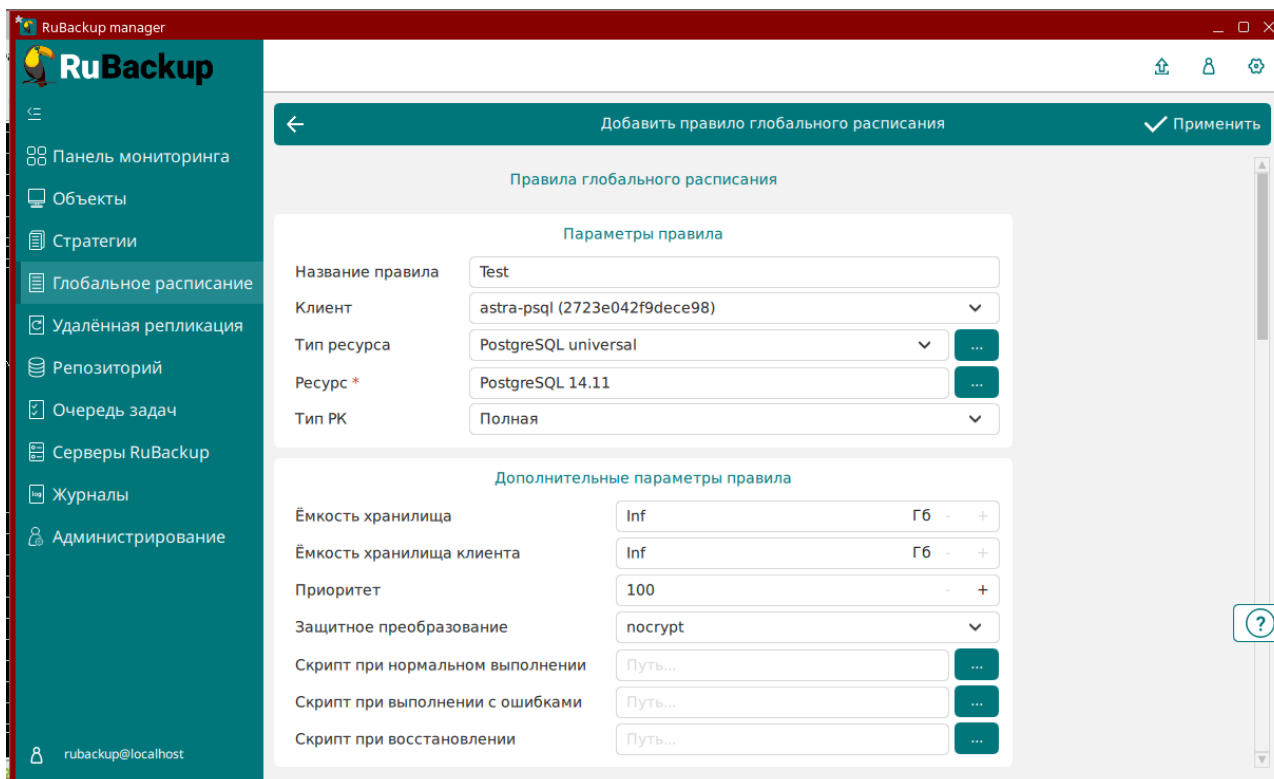 RuBackup manager
RuBackup
Панель мониторинга
Объекты
Стратегии
Глобальное расписание
Удалённая репликация
Репозиторий
Очередь задач
Серверы RuBackup
Журналы
Администрирование
rubackup@localhost
Добавить правило глобального расписания
Применить
Правила глобального расписания
Параметры правила
Название правила Test
Клиент astra-psql (2723e042f9dece98)
Тип ресурса PostgreSQL universal ...
Ресурс * PostgreSQL 14.11 ...
Тип РК Полная
Дополнительные параметры правила
Ёмкость хранилища Inf Гб - +
Ёмкость хранилища клиента Inf Гб - +
Приоритет 100 - +
Защитное преобразование nocrypt
Скрипт при нормальном выполнении Путь... ...
Скрипт при выполнении с ошибками Путь... ...
Скрипт при восстановлении Путь... ...
?